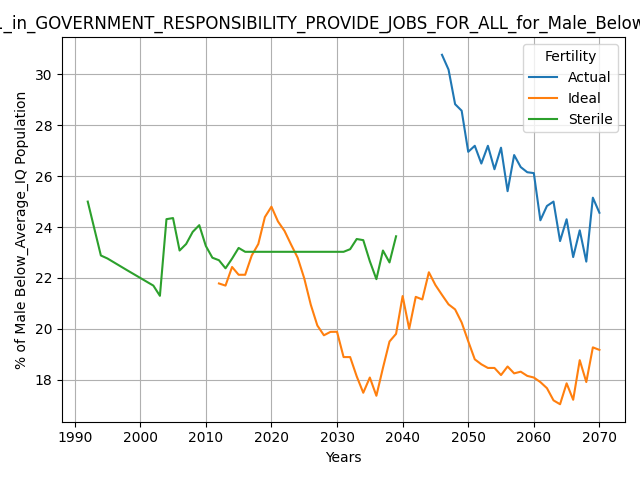 _in_GOVERNMENT_RESPONSIBILITY_PROVIDE_JOBS_FOR_ALL_for_Male_Below
% of Male Below_Average_IQ Population
30
28
26
24
22
20
18
Fertility
Actual
Ideal
Sterile
1990 2000 2010 2020 2030 2040 2050 2060 2070
Years